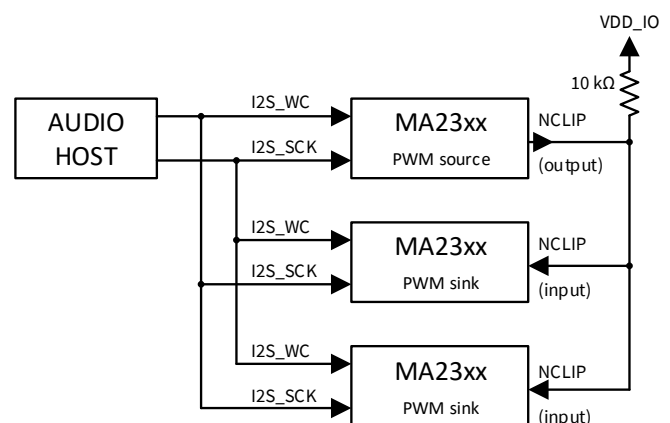 VDD_IO
10 kΩ
AUDIO
HOST
I2S_WC
I2S_SCK
MA23xx
PWM source
NCLIP
(output)
I2S_WC
I2S_SCK
MA23xx
PWM sink
NCLIP
(input)
I2S_WC
I2S_SCK
MA23xx
PWM sink
NCLIP
(input)